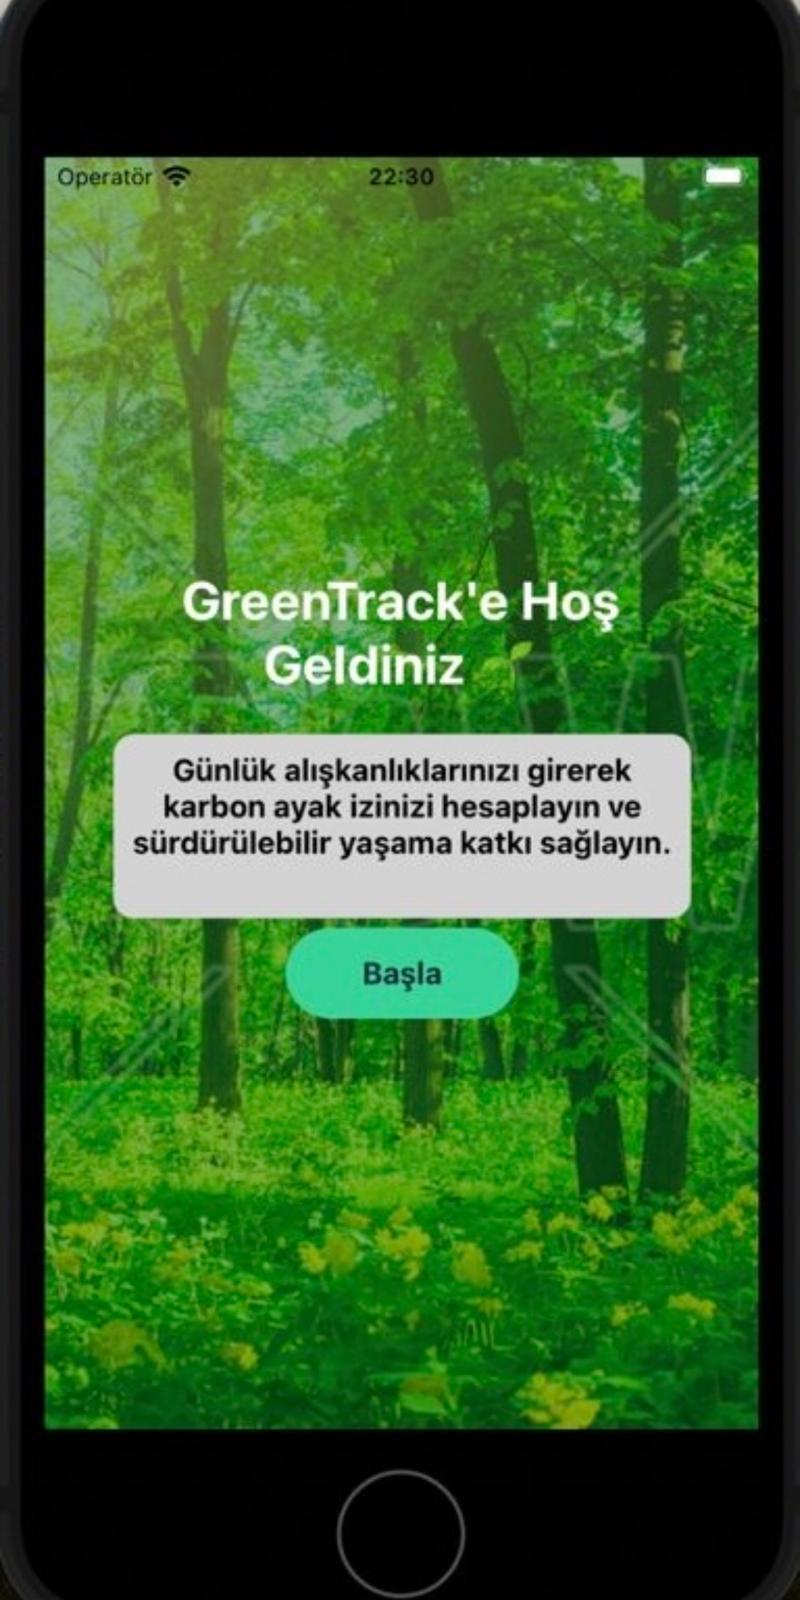 Operatör 22:30
GreenTrack'e Hoş
Geldiniz
Günlük alışkanlıklarınızı girerek
karbon ayak izinizi hesaplayın ve
sürdürülebilir yaşama katkı sağlayın.
Başla